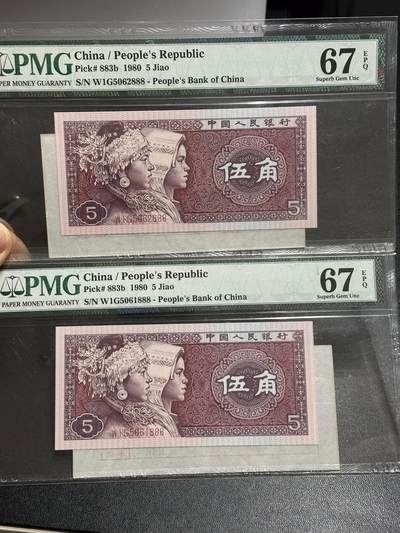 PMG
PAPER MONEY GUARANTY
China / People's Republic
Pick# 883b 1980 5 Jiao
S/N W1G5062888 - People's Bank of China
67 EPQ
Superb Gem Unc
中国人民银行
伍角
5
W1G5062888
5
PMG
PAPER MONEY GUARANTY
China / People's Republic
Pick# 883b 1980 5 Jiao
S/N W1G5061888 - People's Bank of China
67 EPQ
Superb Gem Unc
中国人民银行
伍角
5
W1G5061888
5